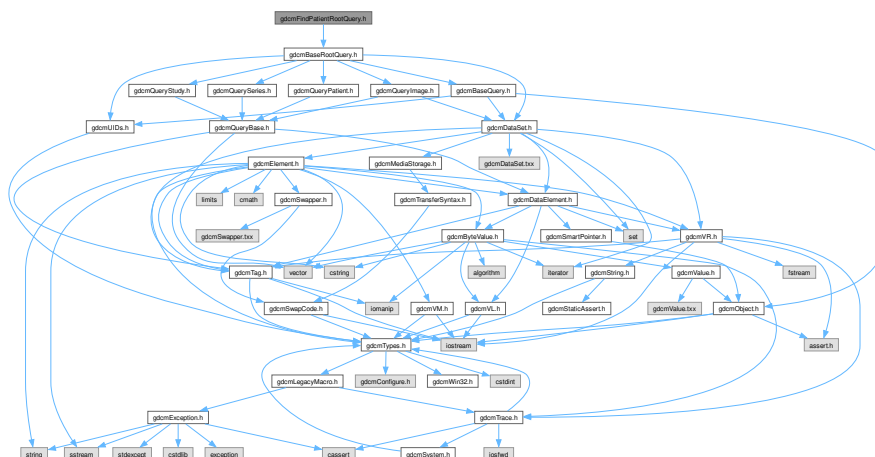 gdcmFindPatientRootQuery.h
gdcmBaseRootQuery.h
gdcmQueryStudy.h
gdcmQuerySeries.h
gdcmQueryPatient.h
gdcmQueryImage.h
gdcmBaseQuery.h
gdcmUIDs.h
gdcmQueryBase.h
gdcmDataSet.h
gdcmElement.h
gdcmMediaStorage.h
gdcmDataSet.txx
limits
cmath
gdcmSwapper.h
gdcmTransferSyntax.h
gdcmDataElement.h
gdcmSwapper.txx
gdcmByteValue.h
gdcmSmartPointer.h
set
gdcmVR.h
gdcmTag.h
vector
cstring
algorithm
iterator
gdcmString.h
gdcmValue.h
fstream
gdcmSwapCode.h
iomanip
gdcmVM.h
gdcmVL.h
gdcmStaticAssert.h
gdcmValue.txx
gdcmObject.h
gdcmTypes.h
iostream
assert.h
gdcmLegacyMacro.h
gdcmConfigure.h
gdcmWin32.h
cstdint
gdcmException.h
gdcmTrace.h
string
sstream
stdexcept
cstdlib
exception
cassert
gdcmSystem.h
iosfwd